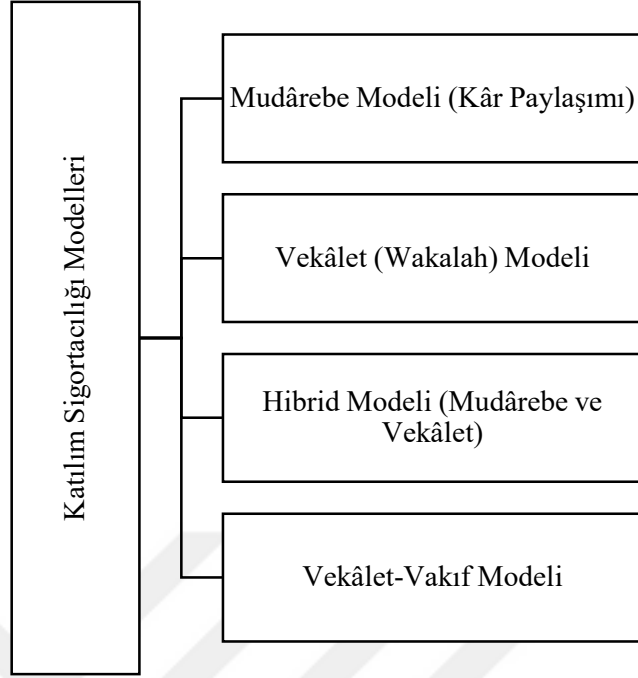 Katılım Sigortacılığı Modelleri
Mudârebe Modeli (Kâr Paylaşımı)
Vekâlet (Wakalah) Modeli
Hibrid Modeli (Mudârebe ve
Vekâlet)
Vekâlet-Vakıf Modeli